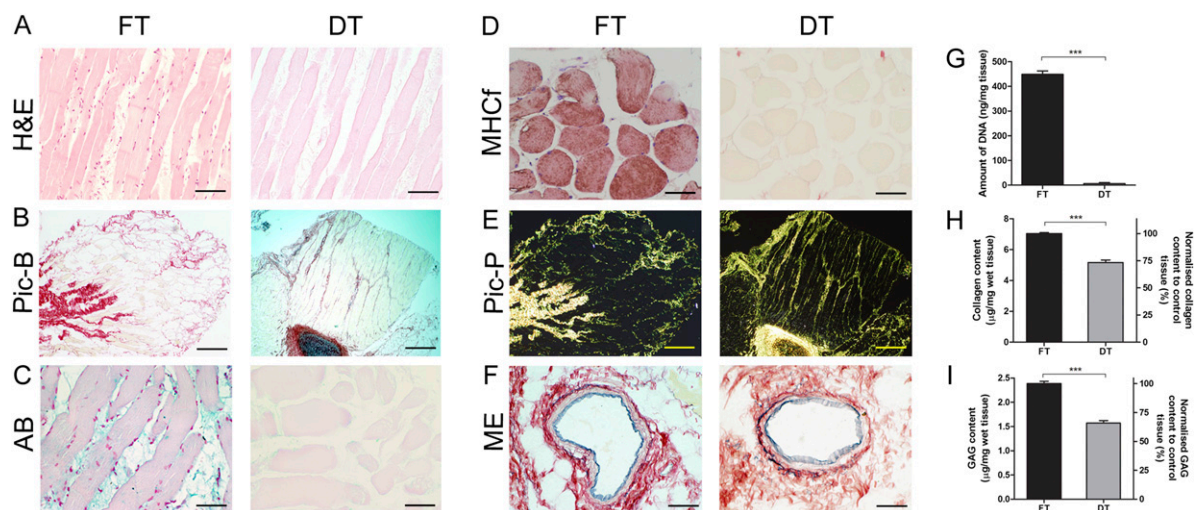 A FT DT
H&E
B
Pic-B
C
AB
D FT DT
MHCf
E
Pic-P
F
ME
G
***
Amount of DNA (ng/mg tissue)
500
400
300
200
100
0
FT DT
H
***
Collagen content
(µg/mg wet tissue)
8
6
4
2
0
FT DT
100
75
50
25
0
Normalised collagen
content to control
tissue (%)
I
***
GAG content
(µg/mg wet tissue)
2.5
2.0
1.5
1.0
0.5
0.0
FT DT
100
75
50
25
0
Normalised GAG
content to control
tissue (%)